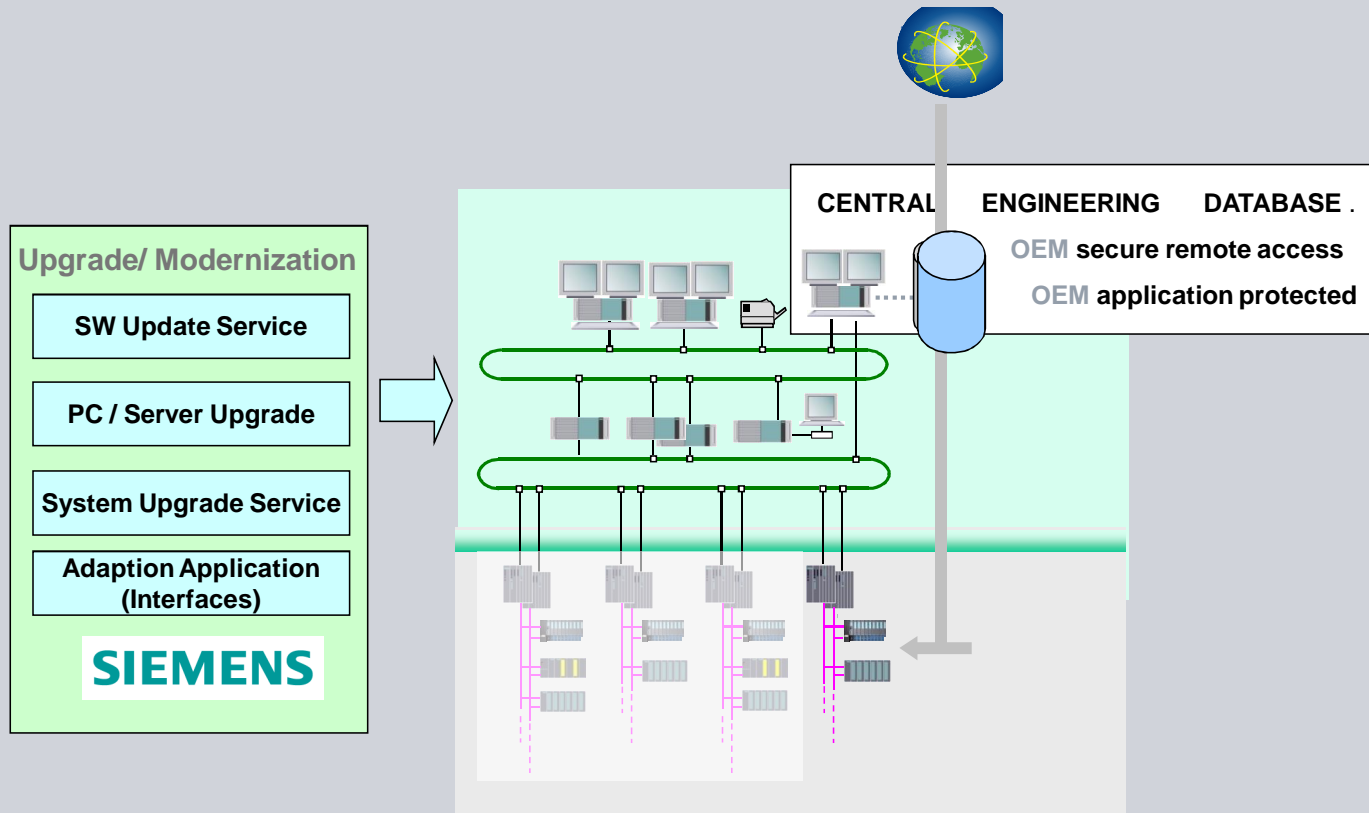 CENTRAL ENGINEERING DATABASE .
OEM secure remote access
OEM application protected
Upgrade/ Modernization
SW Update Service
PC / Server Upgrade
System Upgrade Service
Adaption Application
(Interfaces)
SIEMENS